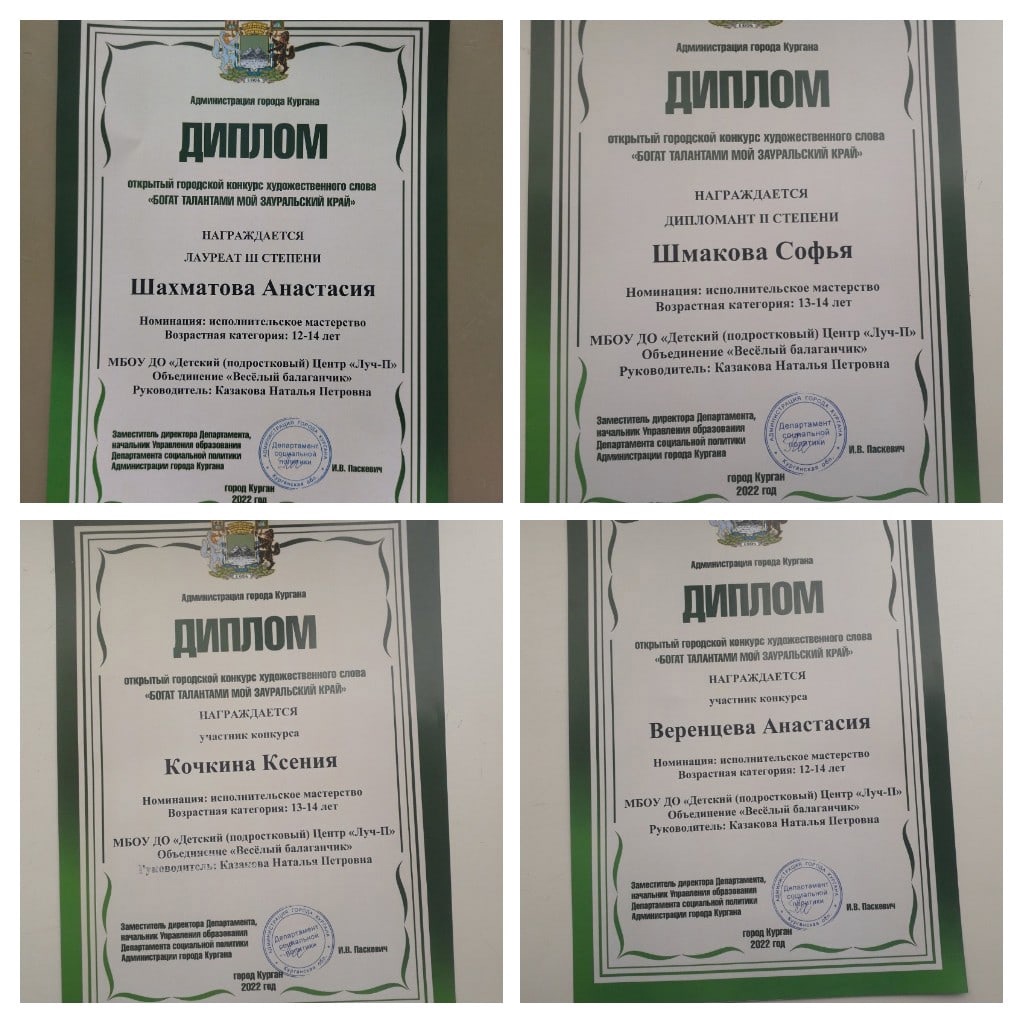 Администрация города Кургана
ДИПЛОМ
открытый городской конкурс художественного слова
«БОГАТ ТАЛАНТАМИ МОЙ ЗАУРАЛЬСКИЙ КРАЙ»
НАГРАЖДАЕТСЯ
ЛАУРЕАТ III СТЕПЕНИ
Шахматова Анастасия
Номинация: исполнительское мастерство
Возрастная категория: 12-14 лет
МБОУ ДО «Детский (подростковый) Центр «Луч-П»
Объединение «Весёлый балаганчик»
Руководитель: Казакова Наталья Петровна
Заместитель директора Департамента,
начальник Управления образования
Департамента социальной политики
Администрации города Кургана
Департамент
социальной
политики
И.В. Паскевич
город Курган
2022 год
Администрация города Кургана
ДИПЛОМ
открытый городской конкурс художественного слова
«БОГАТ ТАЛАНТАМИ МОЙ ЗАУРАЛЬСКИЙ КРАЙ»
НАГРАЖДАЕТСЯ
ДИПЛОМАНТ II СТЕПЕНИ
Шмакова Софья
Номинация: исполнительское мастерство
Возрастная категория: 13-14 лет
МБОУ ДО «Детский (подростковый) Центр «Луч-П»
Объединение «Весёлый балаганчик»
Руководитель: Казакова Наталья Петровна
Заместитель директора Департамента,
начальник Управления образования
Департамента социальной политики
Администрации города Кургана
АДМИНИСТРАЦИЯ ГОРОДА КУРГАНА
Курганская обл.
Департамент
социальной
политики
И.В. Паскевич
город Курган
2022 год
Администрация города Кургана
ДИПЛОМ
открытый городской конкурс художественного слова
«БОГАТ ТАЛАНТАМИ МОЙ ЗАУРАЛЬСКИЙ КРАЙ»
НАГРАЖДАЕТСЯ
участник конкурса
Кочкина Ксения
Номинация: исполнительское мастерство
Возрастная категория: 13-14 лет
МБОУ ДО «Детский (подростковый) Центр «Луч-П»
Объединение «Весёлый балаганчик»
Руководитель: Казакова Наталья Петровна
Заместитель директора Департамента,
начальник Управления образования
Департамента социальной политики
Администрации города Кургана
Департамент
социальной
политики
И.В. Паскевич
город Курган
2022 год
Администрация города Кургана
ДИПЛОМ
открытый городской конкурс художественного слова
«БОГАТ ТАЛАНТАМИ МОЙ ЗАУРАЛЬСКИЙ КРАЙ»
НАГРАЖДАЕТСЯ
участник конкурса
Веренцева Анастасия
Номинация: исполнительское мастерство
Возрастная категория: 12-14 лет
МБОУ ДО «Детский (подростковый) Центр «Луч-П»
Объединение «Весёлый балаганчик»
Руководитель: Казакова Наталья Петровна
Заместитель директора Департамента,
начальник Управления образования
Департамента социальной политики
Администрации города Кургана
Департамент
социальной
политики
И.В. Паскевич
город Курган
2022 год